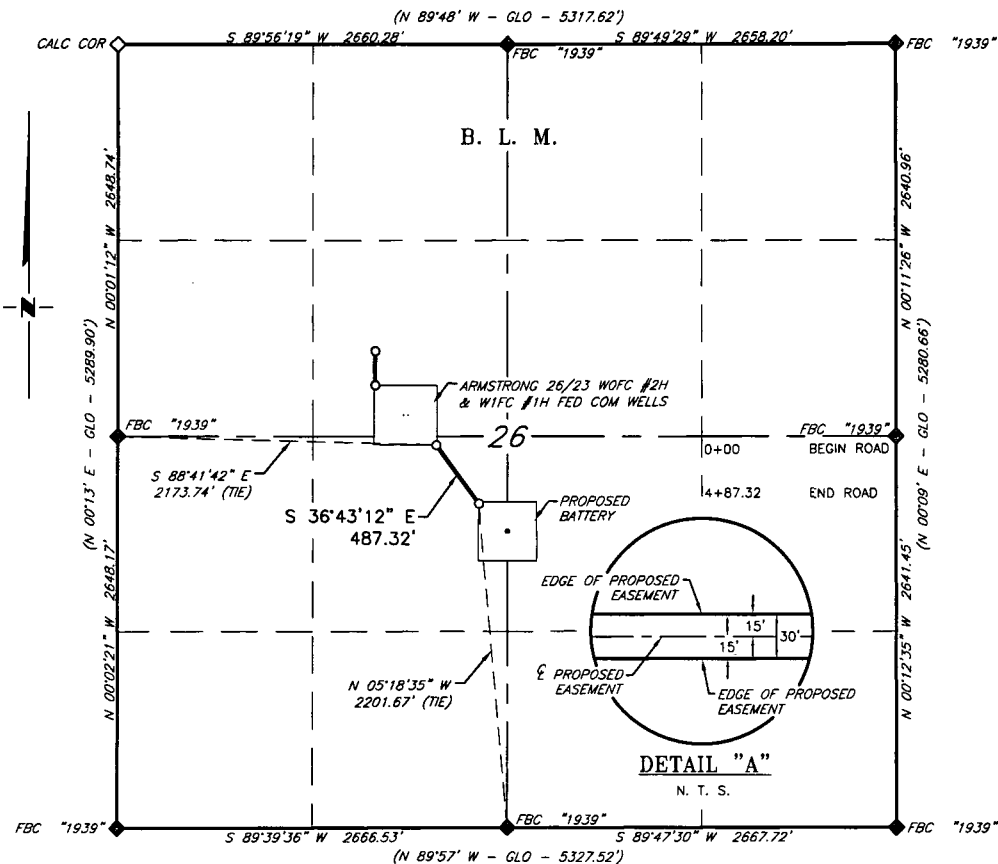 (N 89°48' W - GLO - 5317.62')
CALC COR
S 89°56'19" W 2660.28'
S 89°49'29" W 2658.20'
FBC "1939"
FBC "1939"
B. L. M.
N 00°01'12" W 2648.74'
N 00°11'26" W 2640.96'
N
(N 00°13' E - GLO - 5289.90')
(N 00°09' E - GLO - 5280.66')
ARMSTRONG 26/23 WOFC #2H
& W1FC #1H FED COM WELLS
FBC "1939"
26
FBC "1939"
0+00 BEGIN ROAD
S 88°41'42" E
2173.74' (TIE)
4+87.32 END ROAD
PROPOSED
BATTERY
S 36°43'12" E
487.32'
N 00°02'21" W 2648.17'
N 00°12'35" W 2641.45'
EDGE OF PROPOSED
EASEMENT
15'
30'
15'
℄ PROPOSED
EASEMENT
EDGE OF PROPOSED
EASEMENT
N 05°18'35" W
2201.67' (TIE)
DETAIL "A"
N. T. S.
FBC "1939"
S 89°39'36" W 2666.53'
FBC "1939"
S 89°47'30" W 2667.72'
FBC "1939"
(N 89°57' W - GLO - 5327.52')